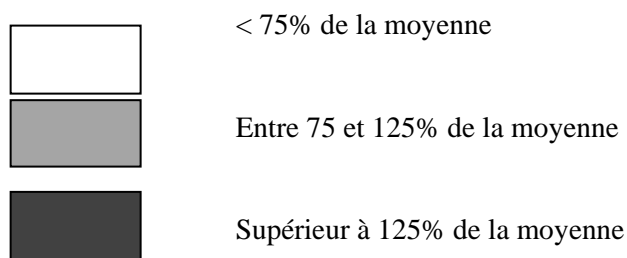 < 75% de la moyenne
Entre 75 et 125% de la moyenne
Supérieur à 125% de la moyenne